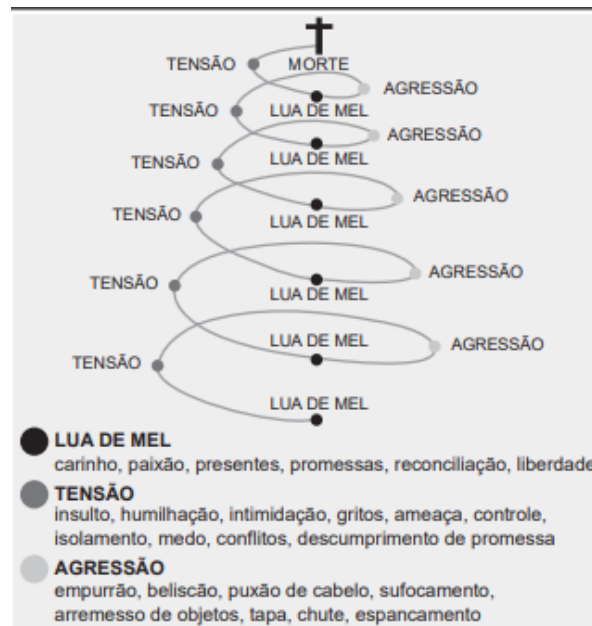 TENSÃO
MORTE
AGRESSÃO
TENSÃO
LUA DE MEL
AGRESSÃO
TENSÃO
LUA DE MEL
AGRESSÃO
TENSÃO
LUA DE MEL
AGRESSÃO
TENSÃO
LUA DE MEL
LUA DE MEL
AGRESSÃO
TENSÃO
LUA DE MEL
LUA DE MEL
carinho, paixão, presentes, promessas, reconciliação, liberdade
TENSÃO
insulto, humilhação, intimidação, gritos, ameaça, controle,
isolamento, medo, conflitos, descumprimento de promessa
AGRESSÃO
empurrão, beliscão, puxão de cabelo, sufocamento,
arremesso de objetos, tapa, chute, espancamento